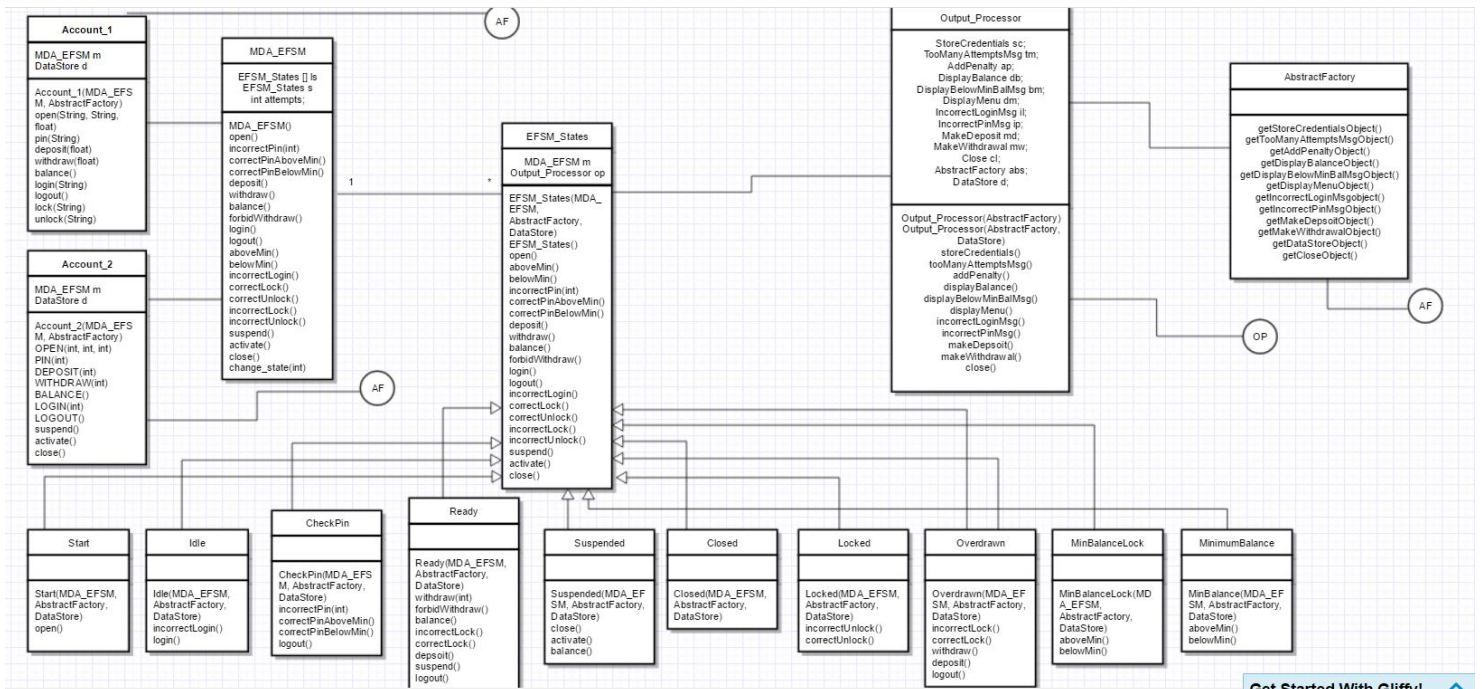 Account_1
MDA_EFSM m
DataStore d
Account_1(MDA_EFS
M, AbstractFactory)
open(String, String,
float)
pin(String)
deposit(float)
withdraw(float)
balance()
login(String)
logout()
lock(String)
unlock(String)
Account_2
MDA_EFSM m
DataStore d
Account_2(MDA_EFS
M, AbstractFactory)
OPEN(int, int, int)
PIN(int)
DEPOSIT(int)
WITHDRAW(int)
BALANCE()
LOGIN(int)
LOGOUT()
suspend()
activate()
close()
MDA_EFSM
EFSM_States [] ls
EFSM_States s
int attempts;
MDA_EFSM()
open()
incorrectPin(int)
correctPinAboveMin()
correctPinBelowMin()
deposit()
withdraw()
balance()
forbidWithdraw()
login()
logout()
aboveMin()
belowMin()
incorrectLogin()
correctLock()
correctUnlock()
incorrectLock()
incorrectUnlock()
suspend()
activate()
close()
change_state(int)
AF
AF
1
*
EFSM_States
MDA_EFSM m
Output_Processor op
EFSM_States(MDA_
EFSM,
AbstractFactory,
DataStore)
EFSM_States()
open()
aboveMin()
belowMin()
incorrectPin(int)
correctPinAboveMin()
correctPinBelowMin()
deposit()
withdraw()
balance()
forbidWithdraw()
login()
logout()
incorrectLogin()
correctLock()
correctUnlock()
incorrectLock()
incorrectUnlock()
suspend()
activate()
close()
Output_Processor
StoreCredentials sc;
TooManyAttemptsMsg tm;
AddPenalty ap;
DisplayBalance db;
DisplayBelowMinBalMsg bm;
DisplayMenu dm;
IncorrectLoginMsg il;
IncorrectPinMsg ip;
MakeDeposit md;
MakeWithdrawal mw;
Close cl;
AbstractFactory abs;
DataStore d;
Output_Processor(AbstractFactory)
Output_Processor(AbstractFactory,
DataStore)
storeCredentials()
tooManyAttemptsMsg()
addPenalty()
displayBalance()
displayBelowMinBalMsg()
displayMenu()
incorrectLoginMsg()
incorrectPinMsg()
makeDepsoit()
makeWithdrawal()
close()
AbstractFactory
getStoreCredentialsObject()
getTooManyAttemptsMsgObject()
getAddPenaltyObject()
getDisplayBalanceObject()
getDisplayBelowMinBalMsgObject()
getDisplayMenuObject()
getIncorrectLoginMsgobject()
getIncorrectPinMsgObject()
getMakeDepsoitObject()
getMakeWithdrawalObject()
getDataStoreObject()
getCloseObject()
AF
OP
Start
Start(MDA_EFSM,
AbstractFactory,
DataStore)
open()
Idle
Idle(MDA_EFSM,
AbstractFactory,
DataStore)
incorrectLogin()
login()
CheckPin
CheckPin(MDA_EFS
M, AbstractFactory,
DataStore)
incorrectPin(int)
correctPinAboveMin()
correctPinBelowMin()
logout()
Ready
Ready(MDA_EFSM,
AbstractFactory,
DataStore)
withdraw(int)
forbidWithdraw()
balance()
incorrectLock()
correctLock()
depsoit()
suspend()
logout()
Suspended
Suspended(MDA_EF
SM, AbstractFactory,
DataStore)
close()
activate()
balance()
Closed
Closed(MDA_EFSM,
AbstractFactory,
DataStore)
Locked
Locked(MDA_EFSM,
AbstractFactory,
DataStore)
incorrectUnlock()
correctUnlock()
Overdrawn
Overdrawn(MDA_EF
SM, AbstractFactory,
DataStore)
incorrectLock()
correctLock()
withdraw()
deposit()
logout()
MinBalanceLock
MinBalanceLock(MD
A_EFSM,
AbstractFactory,
DataStore)
aboveMin()
belowMin()
MinimumBalance
MinBalance(MDA_EF
SM, AbstractFactory,
DataStore)
aboveMin()
belowMin()
Get Started With Gliffy!